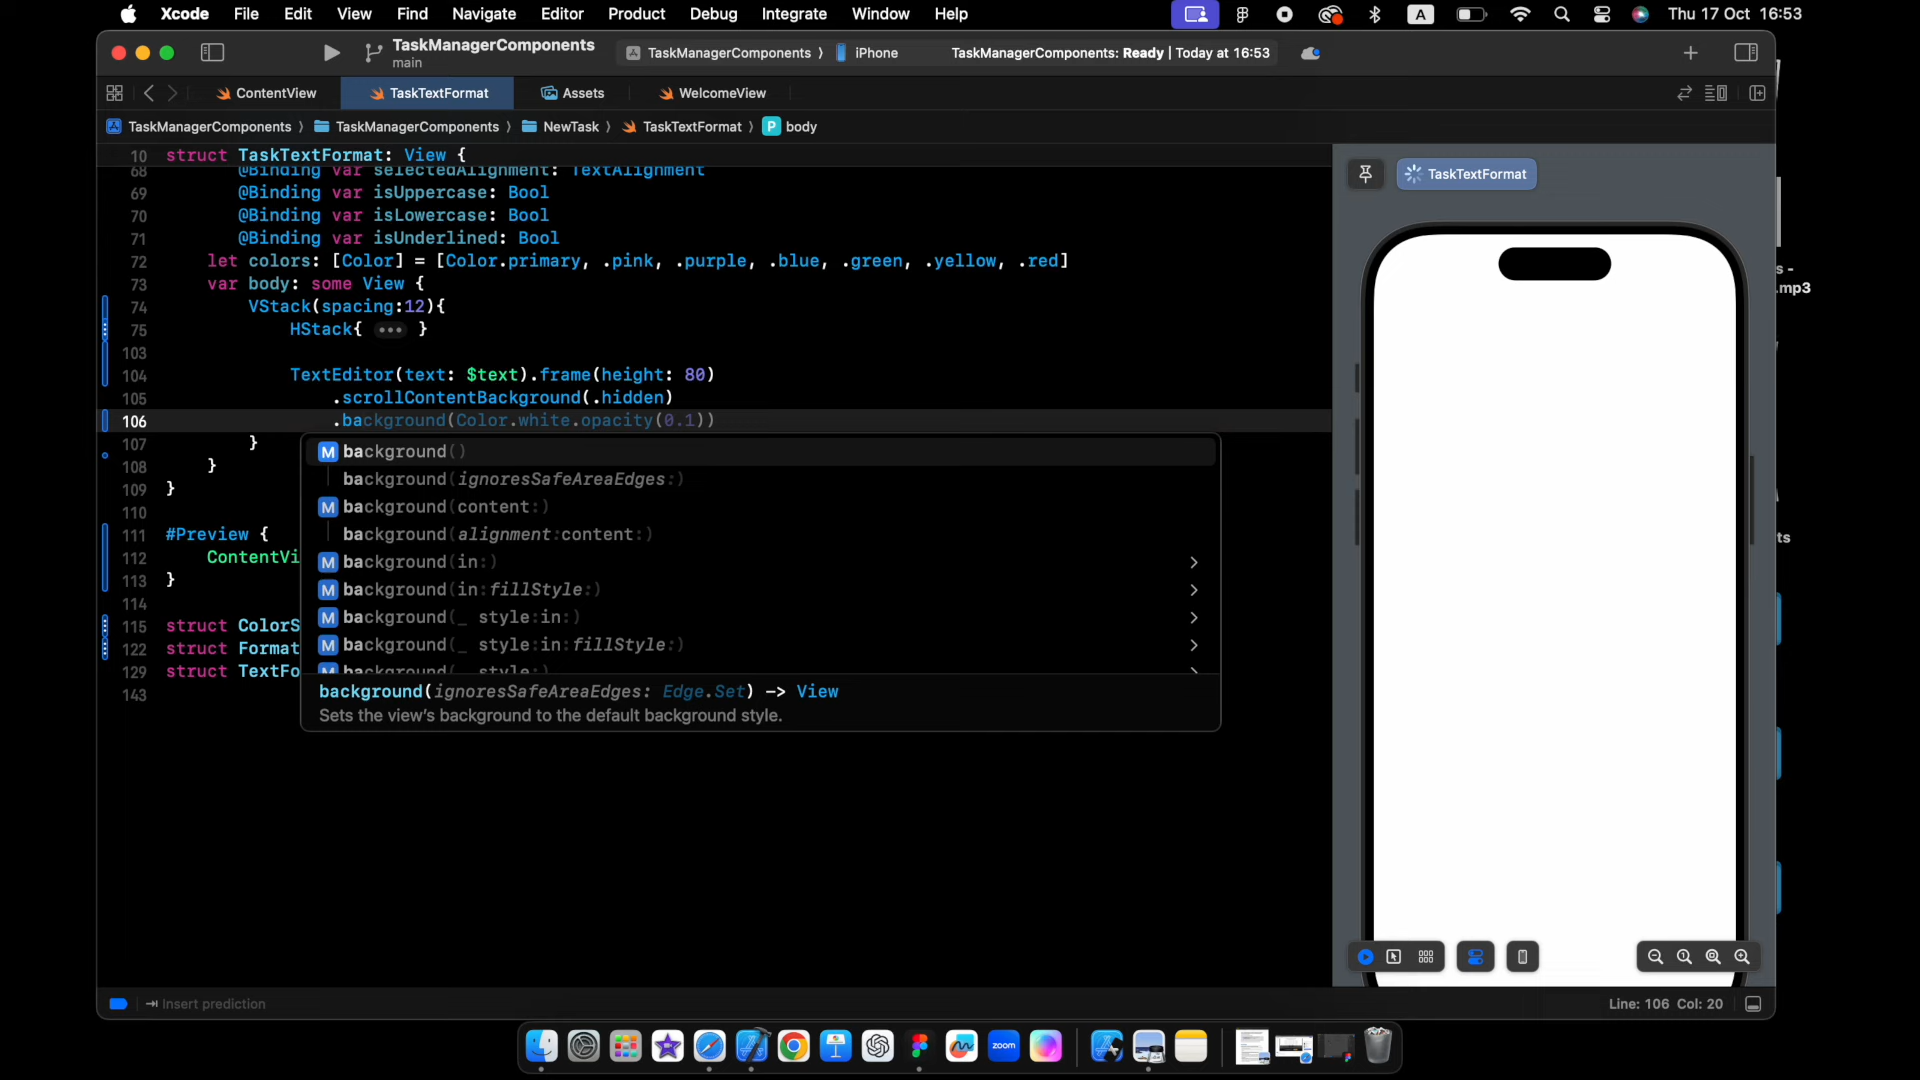 Xcode File Edit View Find Navigate Editor Product Debug Integrate Window Help A Thu 17 Oct 16:53
TaskManagerComponents
main
TaskManagerComponents 〉 iPhone
TaskManagerComponents: Ready | Today at 16:53
ContentView TaskTextFormat Assets WelcomeView
TaskManagerComponents 〉 TaskManagerComponents 〉 NewTask 〉 TaskTextFormat 〉 P body
10 struct TaskTextFormat: View {
68 @Binding var selectedAlignment: TextAlignment
69 @Binding var isUppercase: Bool
70 @Binding var isLowercase: Bool
71 @Binding var isUnderlined: Bool
72 let colors: [Color] = [Color.primary, .pink, .purple, .blue, .green, .yellow, .red]
73 var body: some View {
74 VStack(spacing:12){
75 HStack{ ••• }
103
104 TextEditor(text: $text).frame(height: 80)
105 .scrollContentBackground(.hidden)
106 .background(Color.white.opacity(0.1))
107 }
108 }
109 }
110
111 #Preview {
112 ContentVi
113 }
114
115 struct ColorS
122 struct Format
129 struct TextFo
143
M background()
background(ignoresSafeAreaEdges:)
M background(content:)
background(alignment:content:)
M background(in:)
M background(in:fillStyle:)
M background(_ style:in:)
M background(_ style:in:fillStyle:)
M background(_ style:)
background(ignoresSafeAreaEdges: Edge.Set) -> View
Sets the view's background to the default background style.
TaskTextFormat
s -
.mp3
ts
Insert prediction
Line: 106 Col: 20
zoom